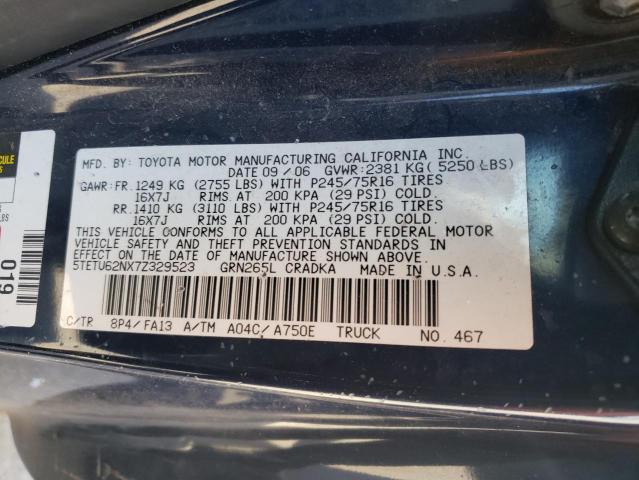 MFD. BY: TOYOTA MOTOR MANUFACTURING CALIFORNIA INC.
DATE 09/06 GVWR:2381 KG(5250 LBS)
GAWR:FR.1249 KG (2755 LBS) WITH P245/75R16 TIRES
16X7J RIMS AT 200 KPA (29 PSI) COLD.
RR.1410 KG (3110 LBS) WITH P245/75R16 TIRES
16X7J RIMS AT 200 KPA (29 PSI) COLD.
THIS VEHICLE CONFORMS TO ALL APPLICABLE FEDERAL MOTOR
VEHICLE SAFETY AND THEFT PREVENTION STANDARDS IN
EFFECT ON THE DATE OF MANUFACTURE SHOWN ABOVE.
5TETU62NX7Z329523 GRN265L CRADKA MADE IN U.S.A.
C/TR 8P4/FA13 A/TM A04C/A750E TRUCK NO. 467
019